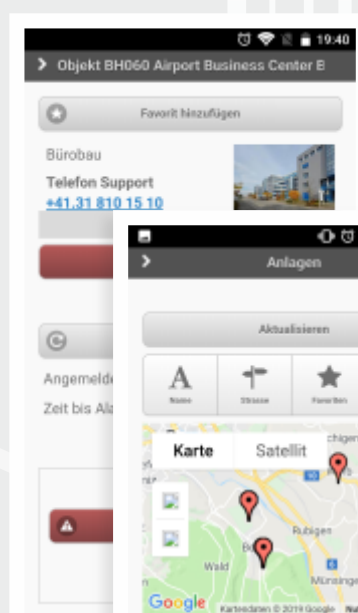 19:40
Objekt BH060 Airport Business Center B
Favorit hinzufügen
Bürobau
Telefon Support
+41.31 810 15 10
Angemelde
Zeit bis Ala
Anlagen
Aktualisieren
A
Name
Strasse
Favoriten
Karte
Satellit
Rubigen
Wald
Münsinge
Google
Kartendaten © 2019 Google